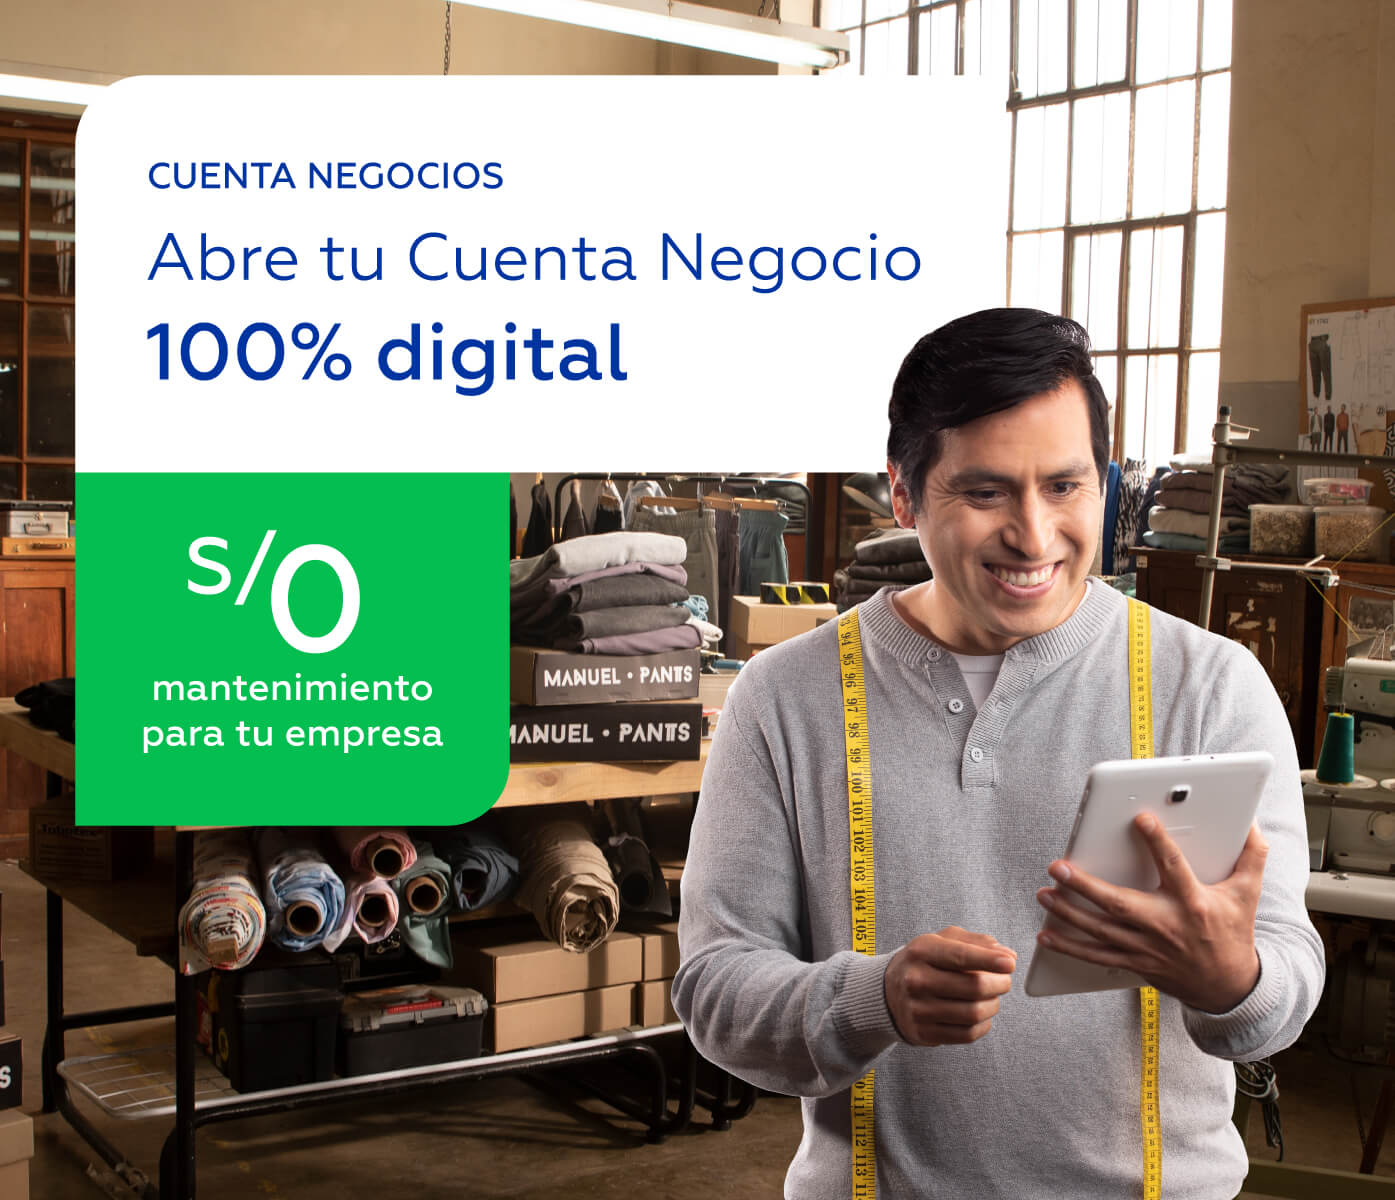 CUENTA NEGOCIOS
Abre tu Cuenta Negocio
100% digital
S/0
mantenimiento
para tu empresa
MANUEL • PANTS
MANUEL • PANTS